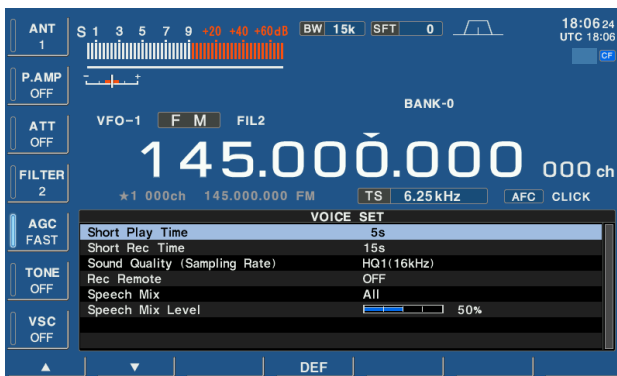 ANT
1
S 1 3 5 7 9 +20 +40 +60dB BW 15k SFT 0
18:06 24
UTC 18:06
CF
P.AMP
OFF
BANK-0
VFO-1 FM FIL2
ATT
OFF
145.000.000 000 ch
FILTER
2
★1 000ch 145.000.000 FM TS 6.25kHz AFC CLICK
AGC
FAST
VOICE SET
Short Play Time 5s
Short Rec Time 15s
Sound Quality (Sampling Rate) HQ1(16kHz)
Rec Remote OFF
Speech Mix All
Speech Mix Level 50%
TONE
OFF
VSC
OFF
▲ ▼ DEF